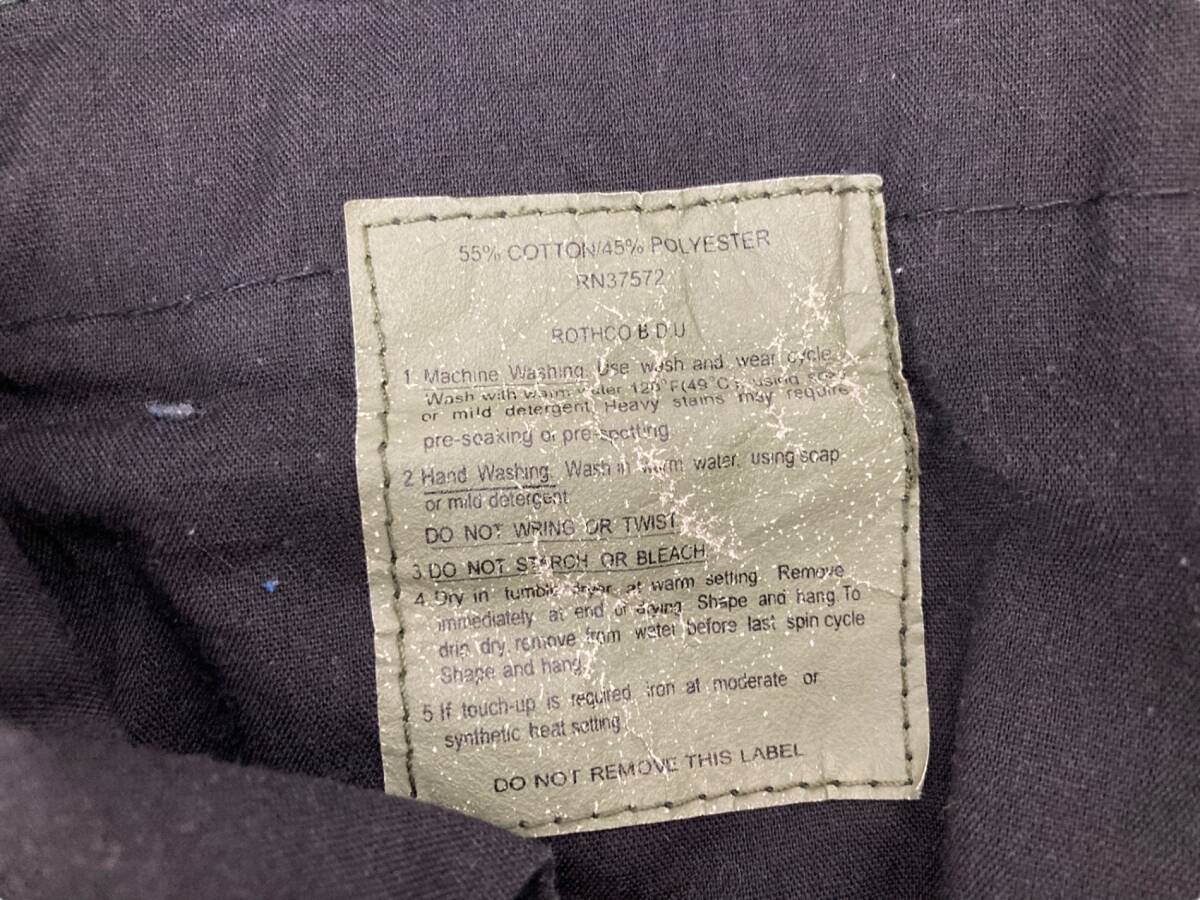 55% COTTON/45% POLYESTER
RN37572
ROTHCO B D U
1 Machine Washing. Use wash and wear cycle
Wash with warm water 120°F(49°C), using soap
or mild detergent. Heavy stains may require
pre-soaking or pre-spotting
2 Hand Washing. Wash in warm water, using soap
or mild detergent
DO NOT WRING OR TWIST
3 DO NOT STARCH OR BLEACH
4 Dry in tumble dryer at warm setting. Remove
immediately at end of drying. Shape and hang To
drip dry, remove from water before last spin cycle
Shape and hang.
5 If touch-up is required iron at moderate or
synthetic heat setting
DO NOT REMOVE THIS LABEL